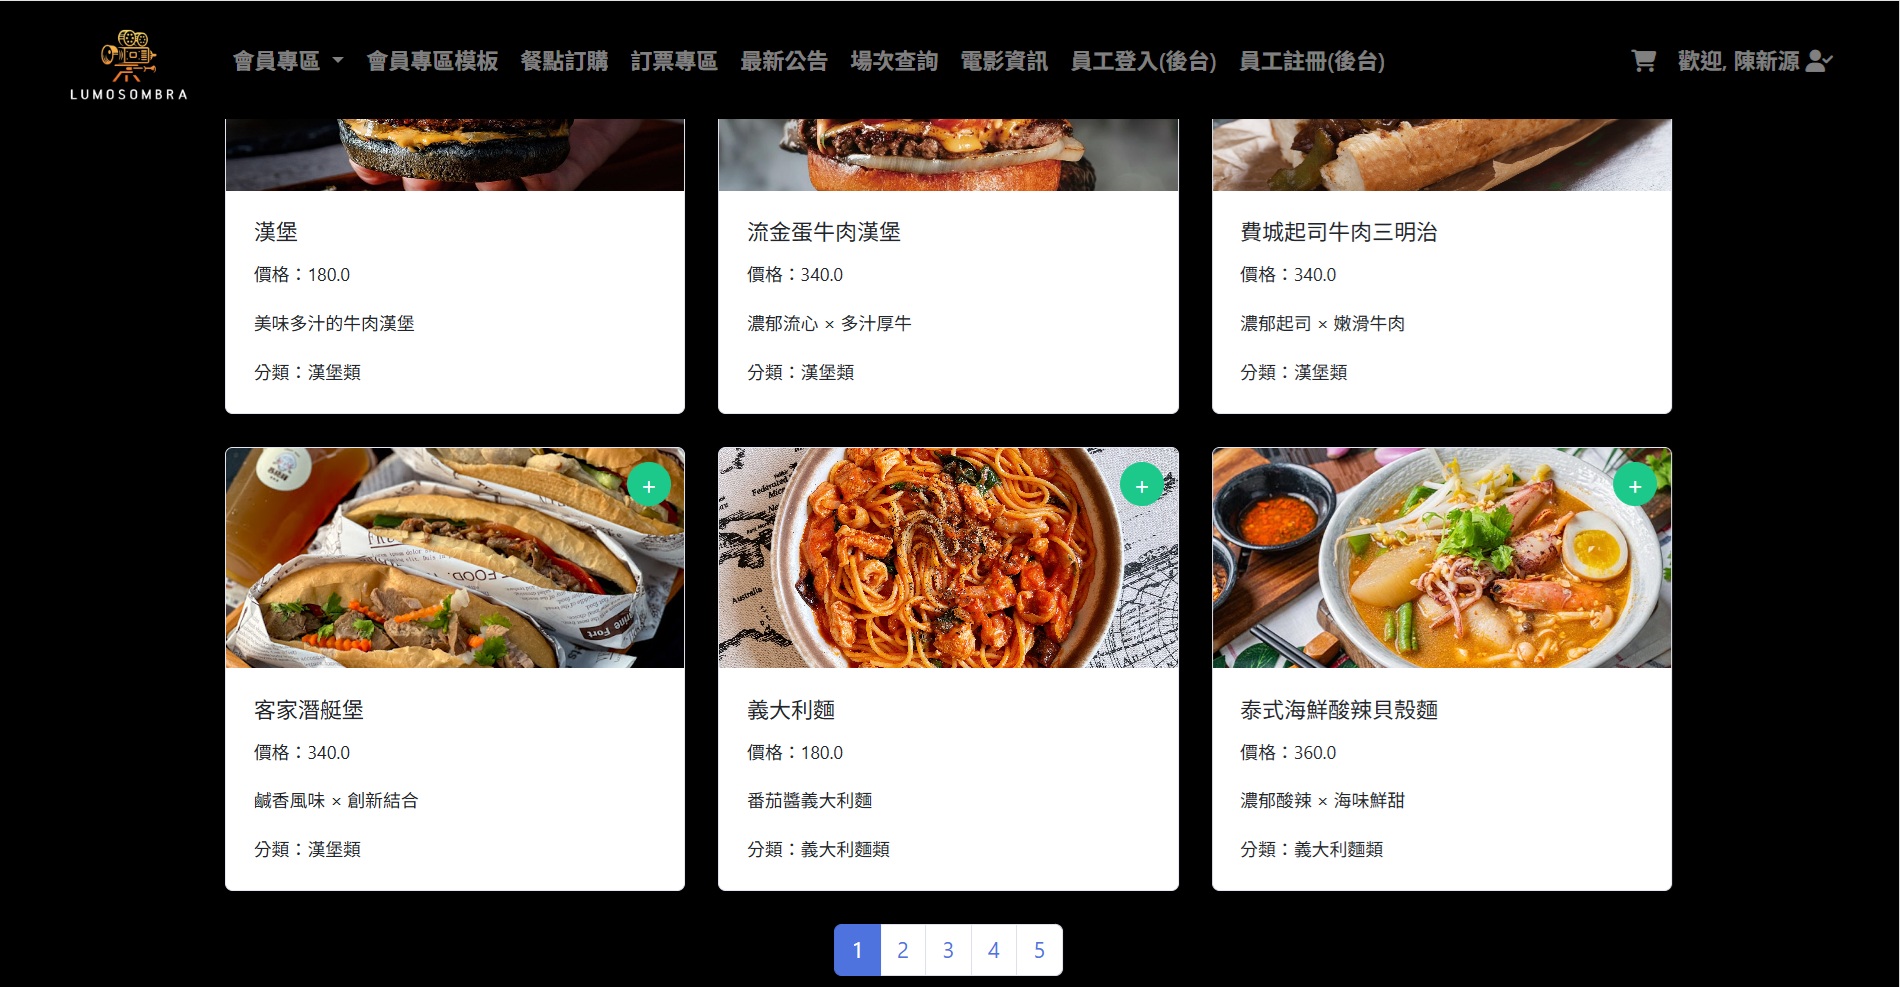 LUMOSOMBRA
會員專區 會員專區模板 餐點訂購 訂票專區 最新公告 場次查詢 電影資訊 員工登入(後台) 員工註冊(後台) 歡迎, 陳新源
漢堡
價格：180.0
美味多汁的牛肉漢堡
分類：漢堡類
流金蛋牛肉漢堡
價格：340.0
濃郁流心 × 多汁厚牛
分類：漢堡類
費城起司牛肉三明治
價格：340.0
濃郁起司 × 嫩滑牛肉
分類：漢堡類
+
FOOD.
Fort
客家潛艇堡
價格：340.0
鹹香風味 × 創新結合
分類：漢堡類
+
Federated
Australia
義大利麵
價格：180.0
番茄醬義大利麵
分類：義大利麵類
+
泰式海鮮酸辣貝殼麵
價格：360.0
濃郁酸辣 × 海味鮮甜
分類：義大利麵類
1 2 3 4 5